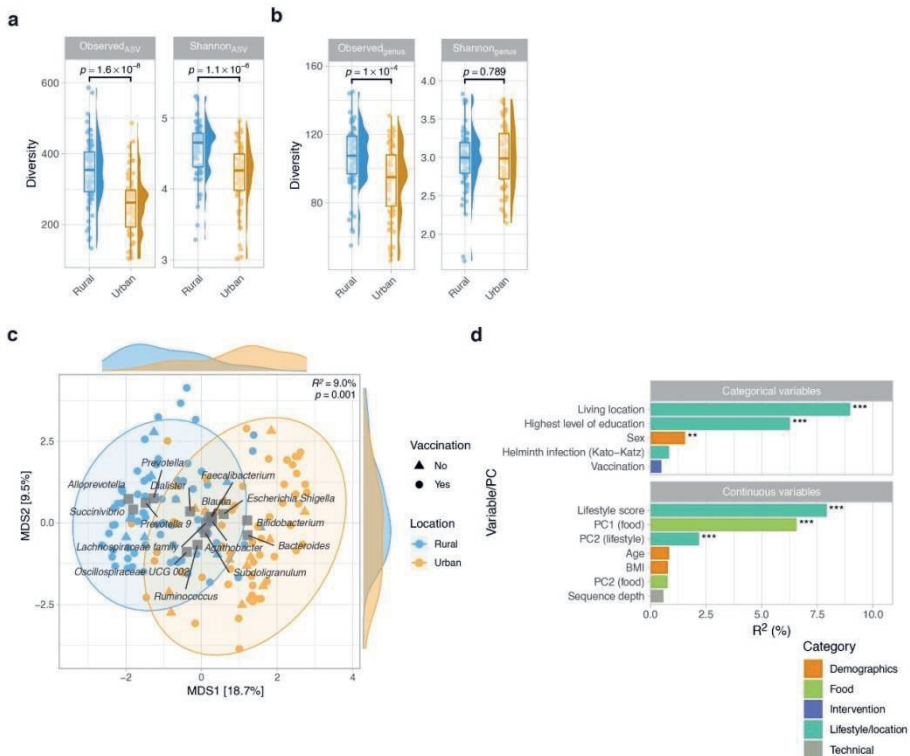 a
Observed_ASV
Shannon_ASV
p = 1.6×10⁻⁸
p = 1.1×10⁻⁶
Diversity
600
400
200
5
4
3
Rural
Urban
Rural
Urban
b
Observed_genus
Shannon_genus
p = 1×10⁻⁴
p = 0.789
Diversity
160
120
80
4.0
3.5
3.0
2.5
2.0
Rural
Urban
Rural
Urban
c
R² = 9.0%
p = 0.001
MDS2 [9.5%]
2.5
0.0
−2.5
Prevotella
Faecalibacterium
Alloprevotella
Dialister
Blautia
Escherichia Shigella
Succinivibrio
Prevotella 9
Bifidobacterium
Lachnospiraceae family
Agathobacter
Bacteroides
Oscillospiraceae UCG 002
Subdoligranulum
Ruminococcus
−2
0
2
4
MDS1 [18.7%]
Vaccination
No
Yes
Location
Rural
Urban
d
Variable/PC
Categorical variables
Living location ***
Highest level of education ***
Sex **
Helminth infection (Kato−Katz)
Vaccination
Continuous variables
Lifestyle score ***
PC1 (food) ***
PC2 (lifestyle) ***
Age
BMI
PC2 (food)
Sequence depth
0.0
2.5
5.0
7.5
10.0
R² (%)
Category
Demographics
Food
Intervention
Lifestyle/location
Technical